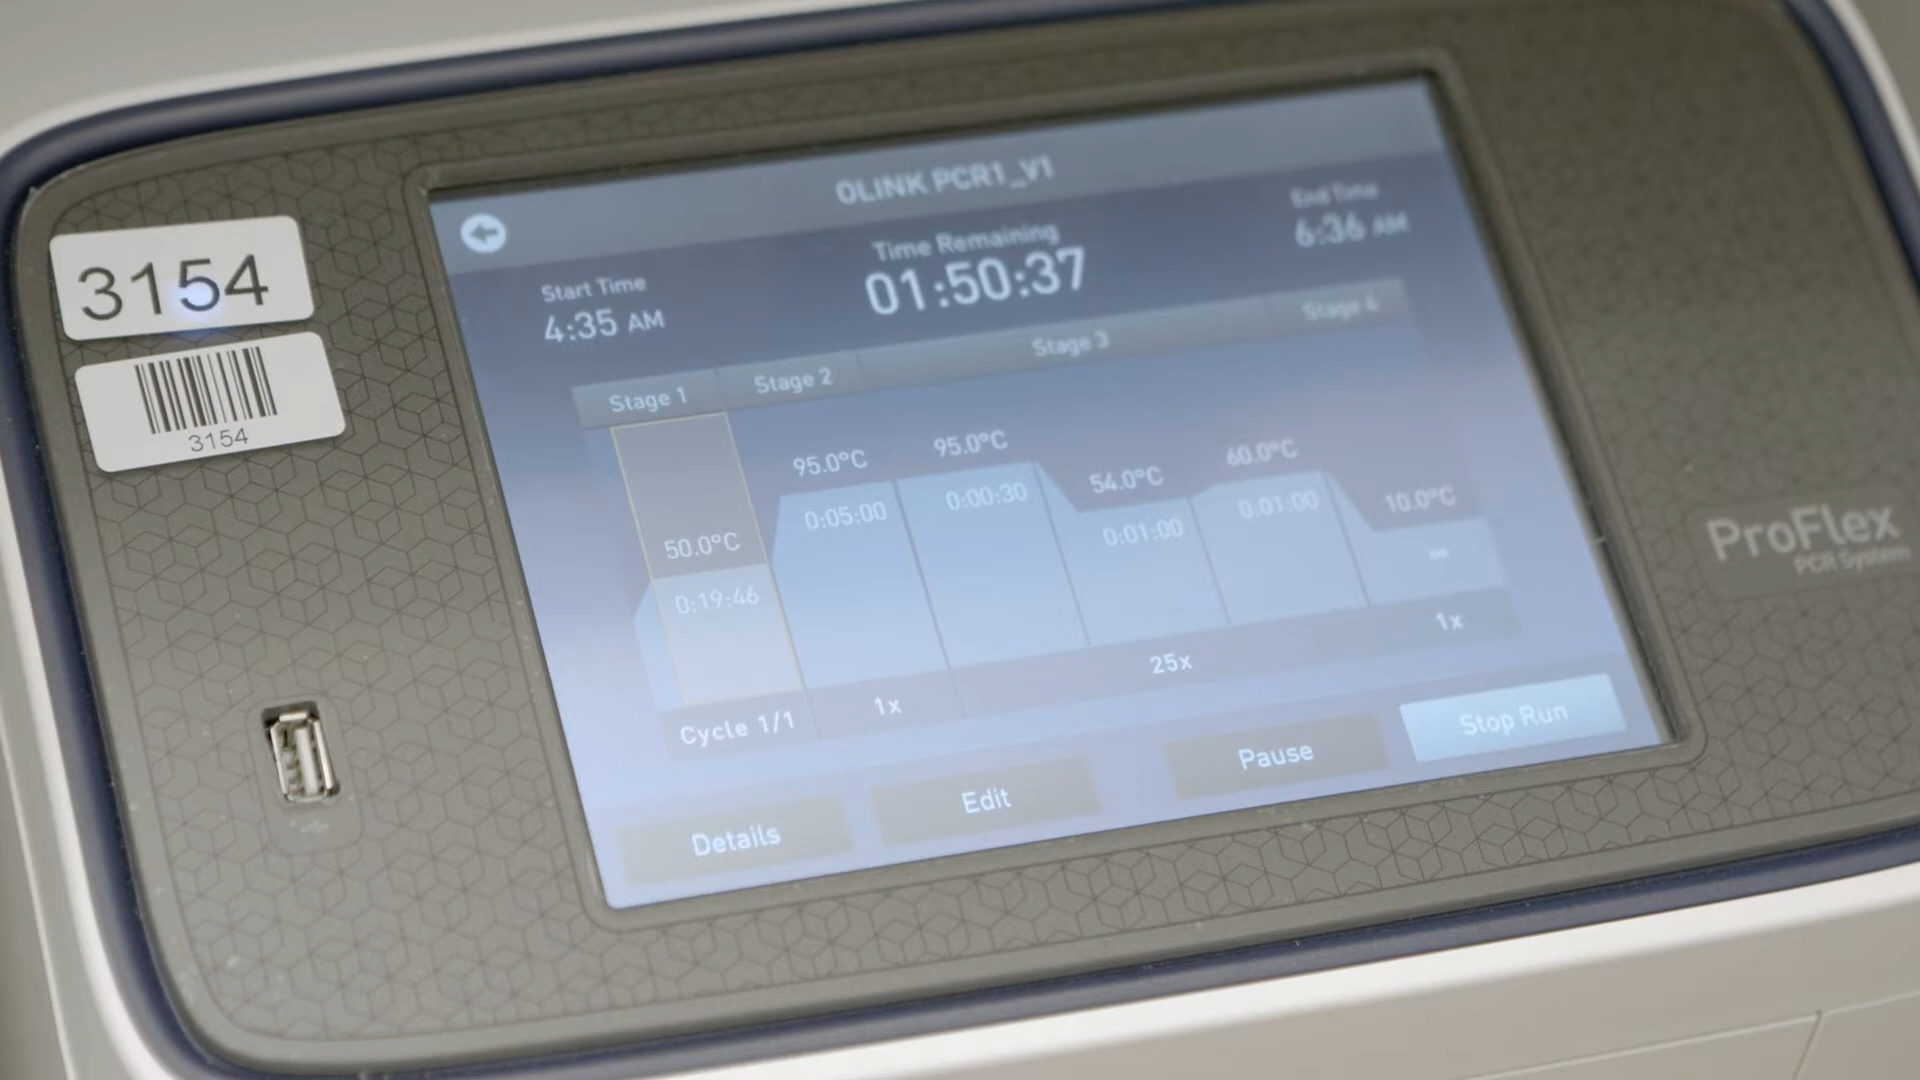 OLINK PCR1_V1
Start Time
4:35 AM
Time Remaining
01:50:37
End Time
6:36 AM
Stage 1
Stage 2
Stage 3
Stage 4
50.0°C
0:19:46
95.0°C
0:05:00
95.0°C
0:00:30
54.0°C
0:01:00
60.0°C
0:01:00
10.0°C
∞
Cycle 1/1
1x
25x
1x
Details
Edit
Pause
Stop Run
3154
3154
ProFlex
PCR System